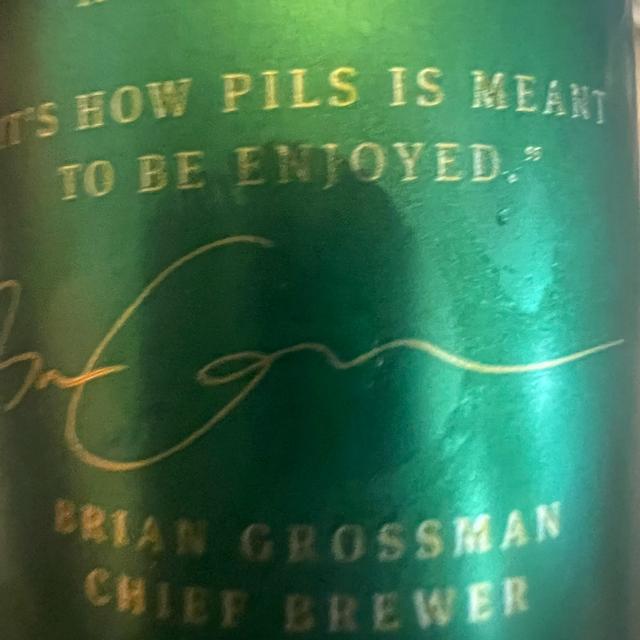 IT'S HOW PILS IS MEANT
TO BE ENJOYED."
BRIAN GROSSMAN
CHIEF BREWER